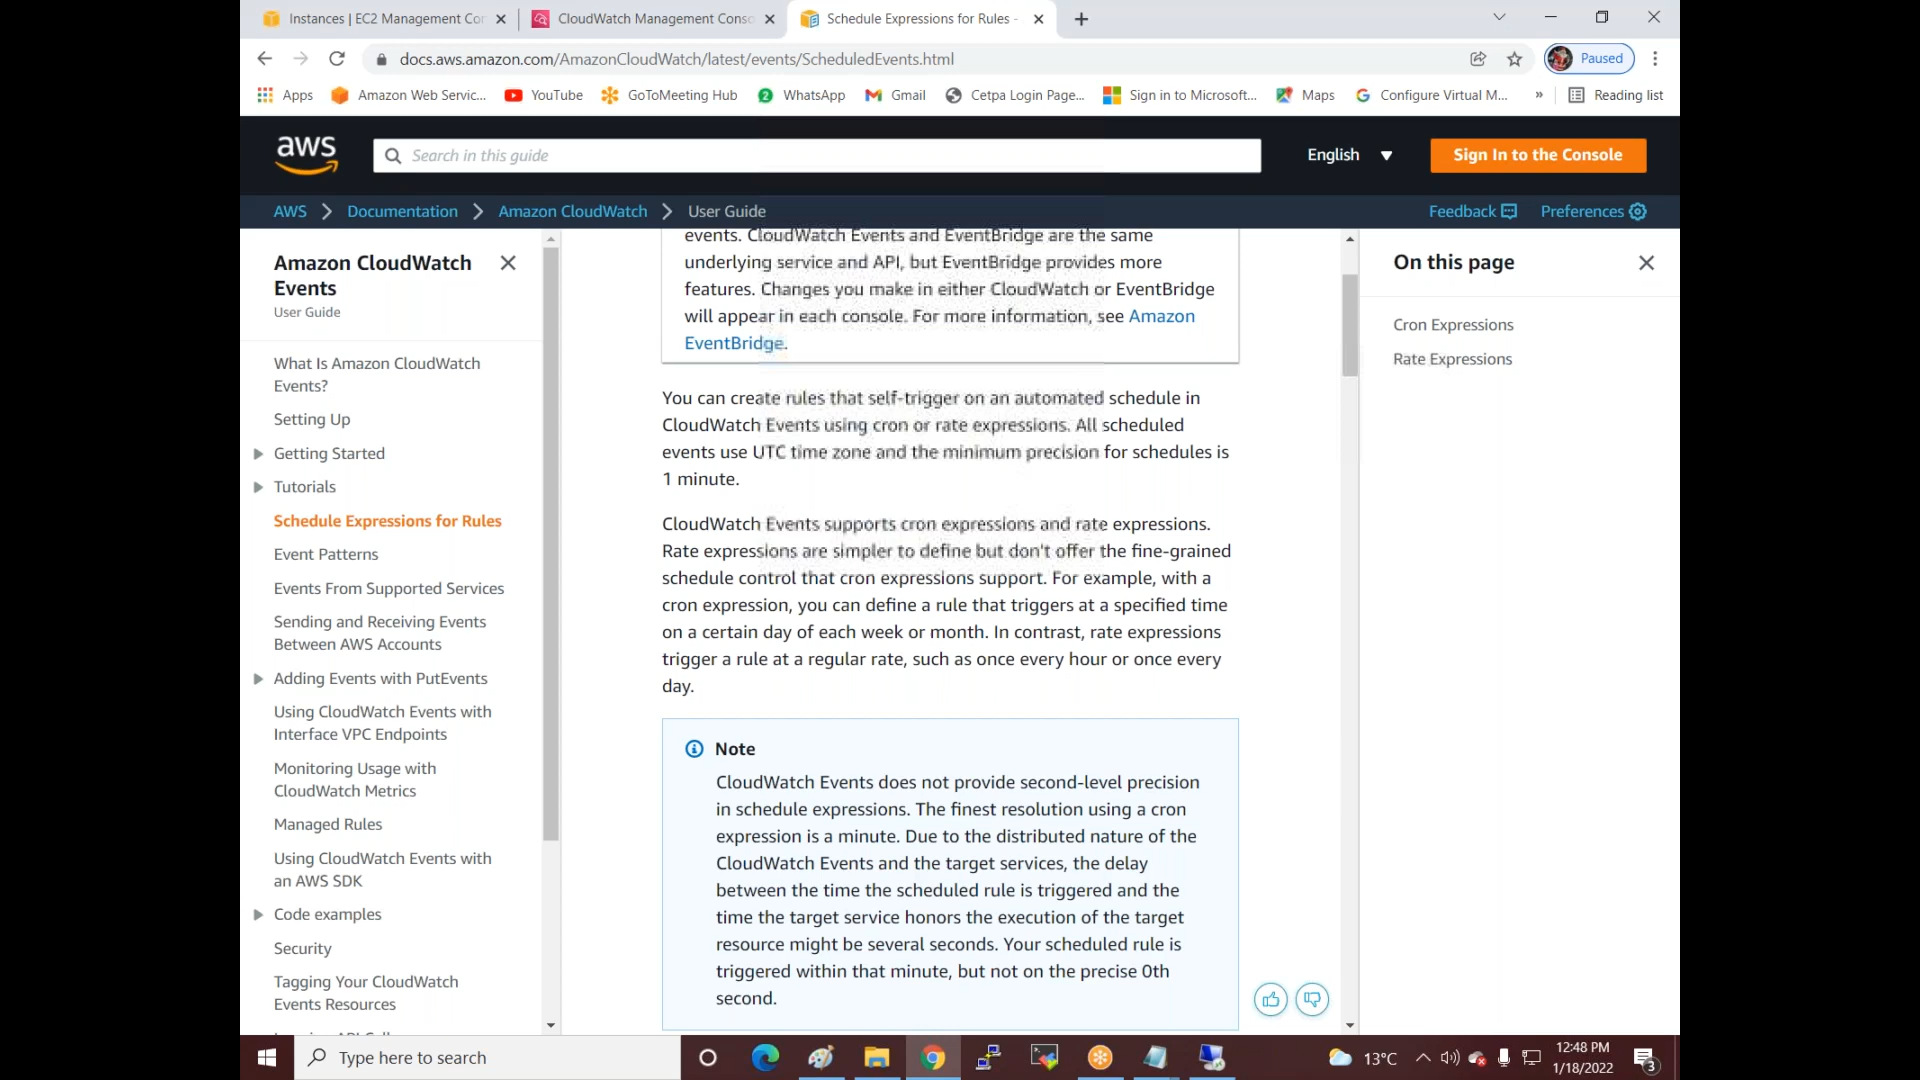 Instances | EC2 Management Cor
CloudWatch Management Conso
Schedule Expressions for Rules -
docs.aws.amazon.com/AmazonCloudWatch/latest/events/ScheduledEvents.html
Paused
Apps
Amazon Web Servic...
YouTube
GoToMeeting Hub
2
WhatsApp
Gmail
Cetpa Login Page...
Sign in to Microsoft...
Maps
Configure Virtual M...
»
Reading list
aws
Search in this guide
English
Sign In to the Console
AWS
Documentation
Amazon CloudWatch
User Guide
Feedback
Preferences
Amazon CloudWatch
Events
User Guide
What Is Amazon CloudWatch
Events?
Setting Up
Getting Started
Tutorials
Schedule Expressions for Rules
Event Patterns
Events From Supported Services
Sending and Receiving Events
Between AWS Accounts
Adding Events with PutEvents
Using CloudWatch Events with
Interface VPC Endpoints
Monitoring Usage with
CloudWatch Metrics
Managed Rules
Using CloudWatch Events with
an AWS SDK
Code examples
Security
Tagging Your CloudWatch
Events Resources
events. CloudWatch Events and EventBridge are the same
underlying service and API, but EventBridge provides more
features. Changes you make in either CloudWatch or EventBridge
will appear in each console. For more information, see Amazon
EventBridge.
You can create rules that self-trigger on an automated schedule in
CloudWatch Events using cron or rate expressions. All scheduled
events use UTC time zone and the minimum precision for schedules is
1 minute.
CloudWatch Events supports cron expressions and rate expressions.
Rate expressions are simpler to define but don't offer the fine-grained
schedule control that cron expressions support. For example, with a
cron expression, you can define a rule that triggers at a specified time
on a certain day of each week or month. In contrast, rate expressions
trigger a rule at a regular rate, such as once every hour or once every
day.
Note
CloudWatch Events does not provide second-level precision
in schedule expressions. The finest resolution using a cron
expression is a minute. Due to the distributed nature of the
CloudWatch Events and the target services, the delay
between the time the scheduled rule is triggered and the
time the target service honors the execution of the target
resource might be several seconds. Your scheduled rule is
triggered within that minute, but not on the precise 0th
second.
On this page
Cron Expressions
Rate Expressions
Type here to search
13°C
12:48 PM
1/18/2022
3